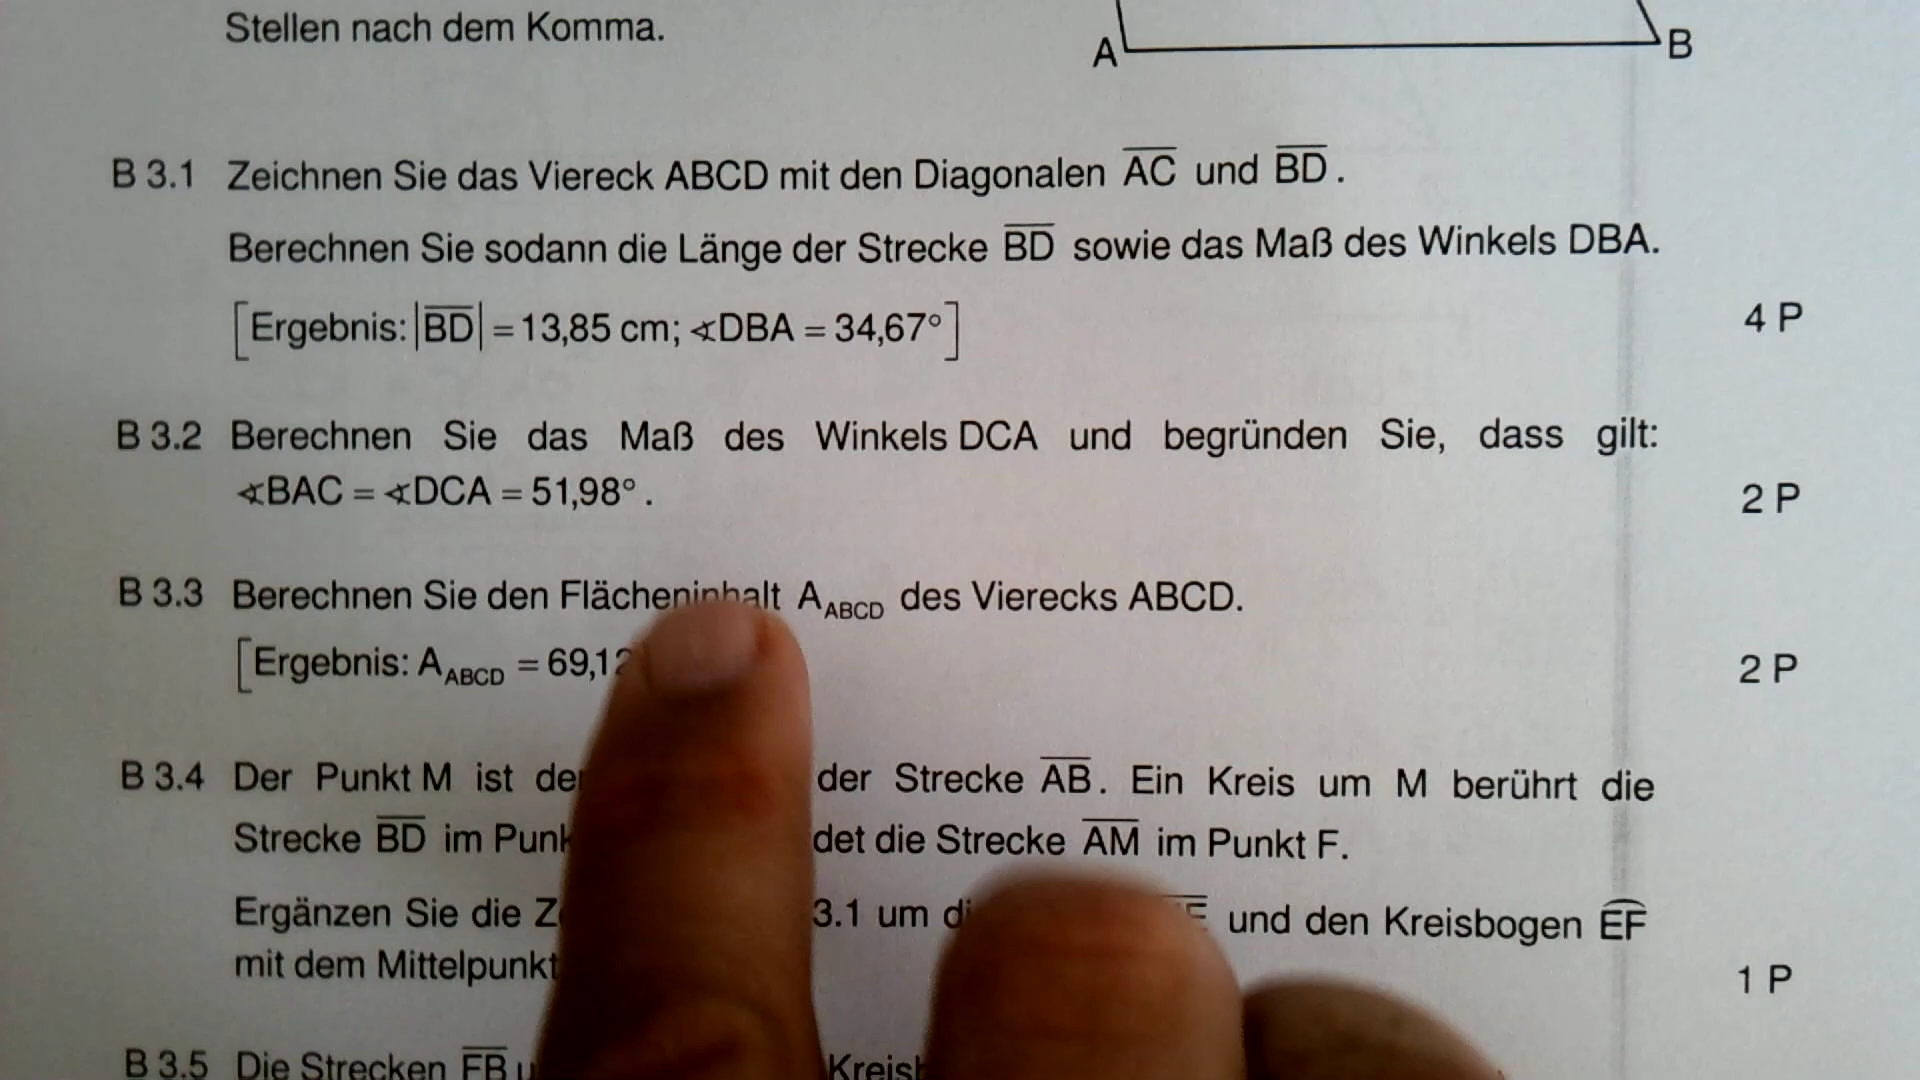 Stellen nach dem Komma.
A B
B 3.1 Zeichnen Sie das Viereck ABCD mit den Diagonalen AC und BD.
Berechnen Sie sodann die Länge der Strecke BD sowie das Maß des Winkels DBA.
[Ergebnis: |BD| = 13,85 cm; ∢DBA = 34,67°] 4 P
B 3.2 Berechnen Sie das Maß des Winkels DCA und begründen Sie, dass gilt:
∢BAC = ∢DCA = 51,98°. 2 P
B 3.3 Berechnen Sie den Flächeninhalt A_ABCD des Vierecks ABCD.
[Ergebnis: A_ABCD = 69,12 2 P
B 3.4 Der Punkt M ist der Strecke AB. Ein Kreis um M berührt die
Strecke BD im die Strecke AM im Punkt F.
Ergänzen Sie die 3.1 um und den Kreisbogen EF
mit dem Mittelpunkt 1 P
B 3.5 Die Strecken FB